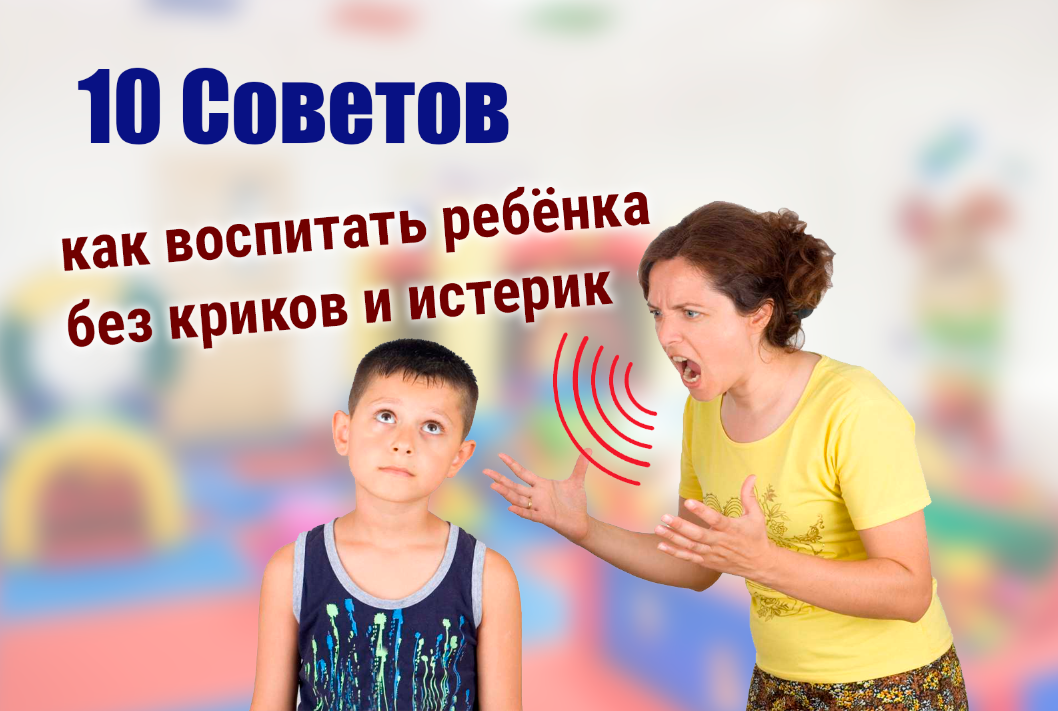 10 Советов
как воспитать ребёнка
без криков и истерик